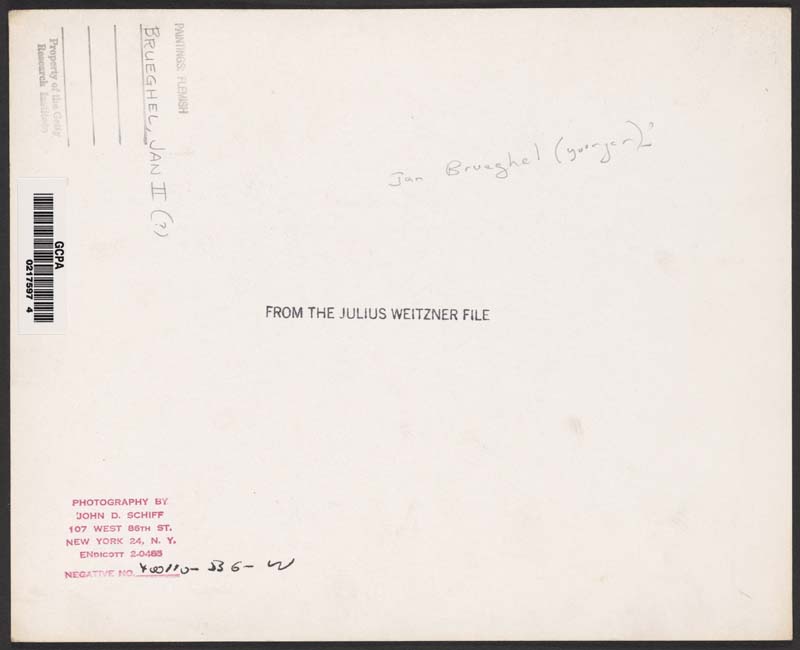 PAINTINGS: FLEMISH
BRUEGHEL, JAN II (?)
Property of the Getty
Research Institute
Jan Brueghel (younger)?
GCPA
0217597 4
FROM THE JULIUS WEITZNER FILE
PHOTOGRAPHY BY
JOHN D. SCHIFF
107 WEST 86TH ST.
NEW YORK 24, N. Y.
ENDICOTT 2-0485
NEGATIVE NO.